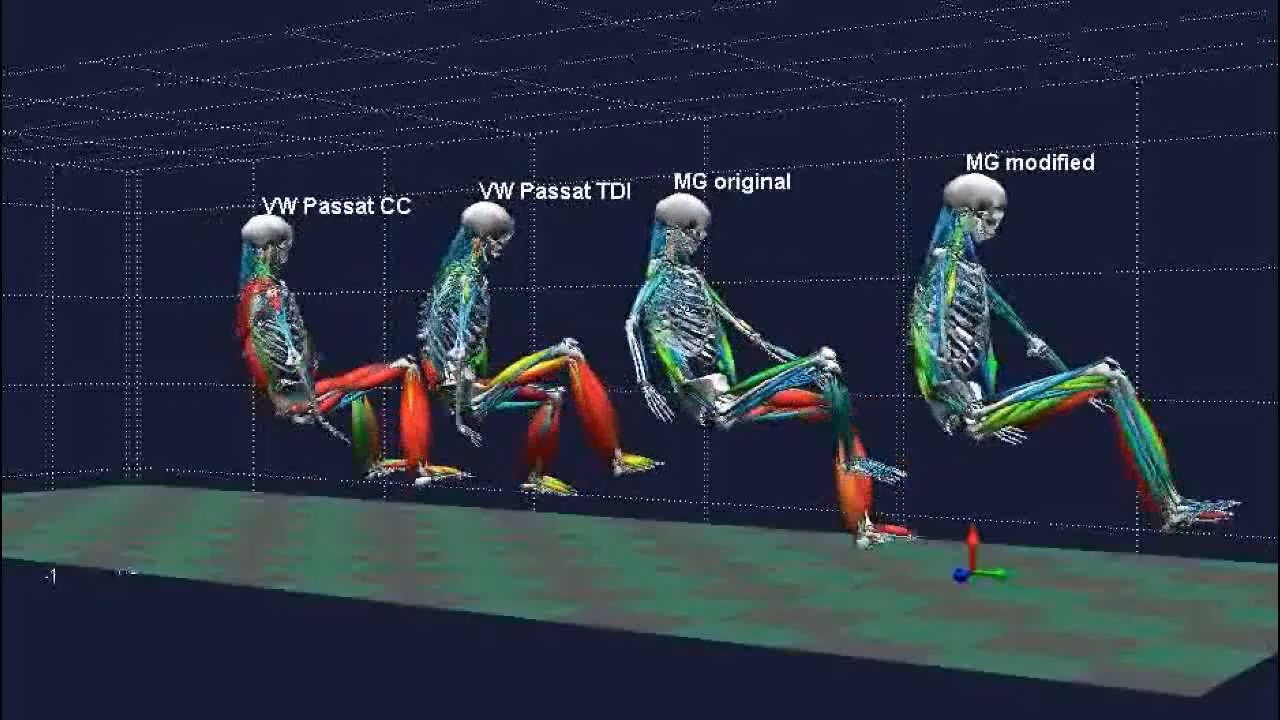 MG modified
MG original
VW Passat TDI
VW Passat CC
-1